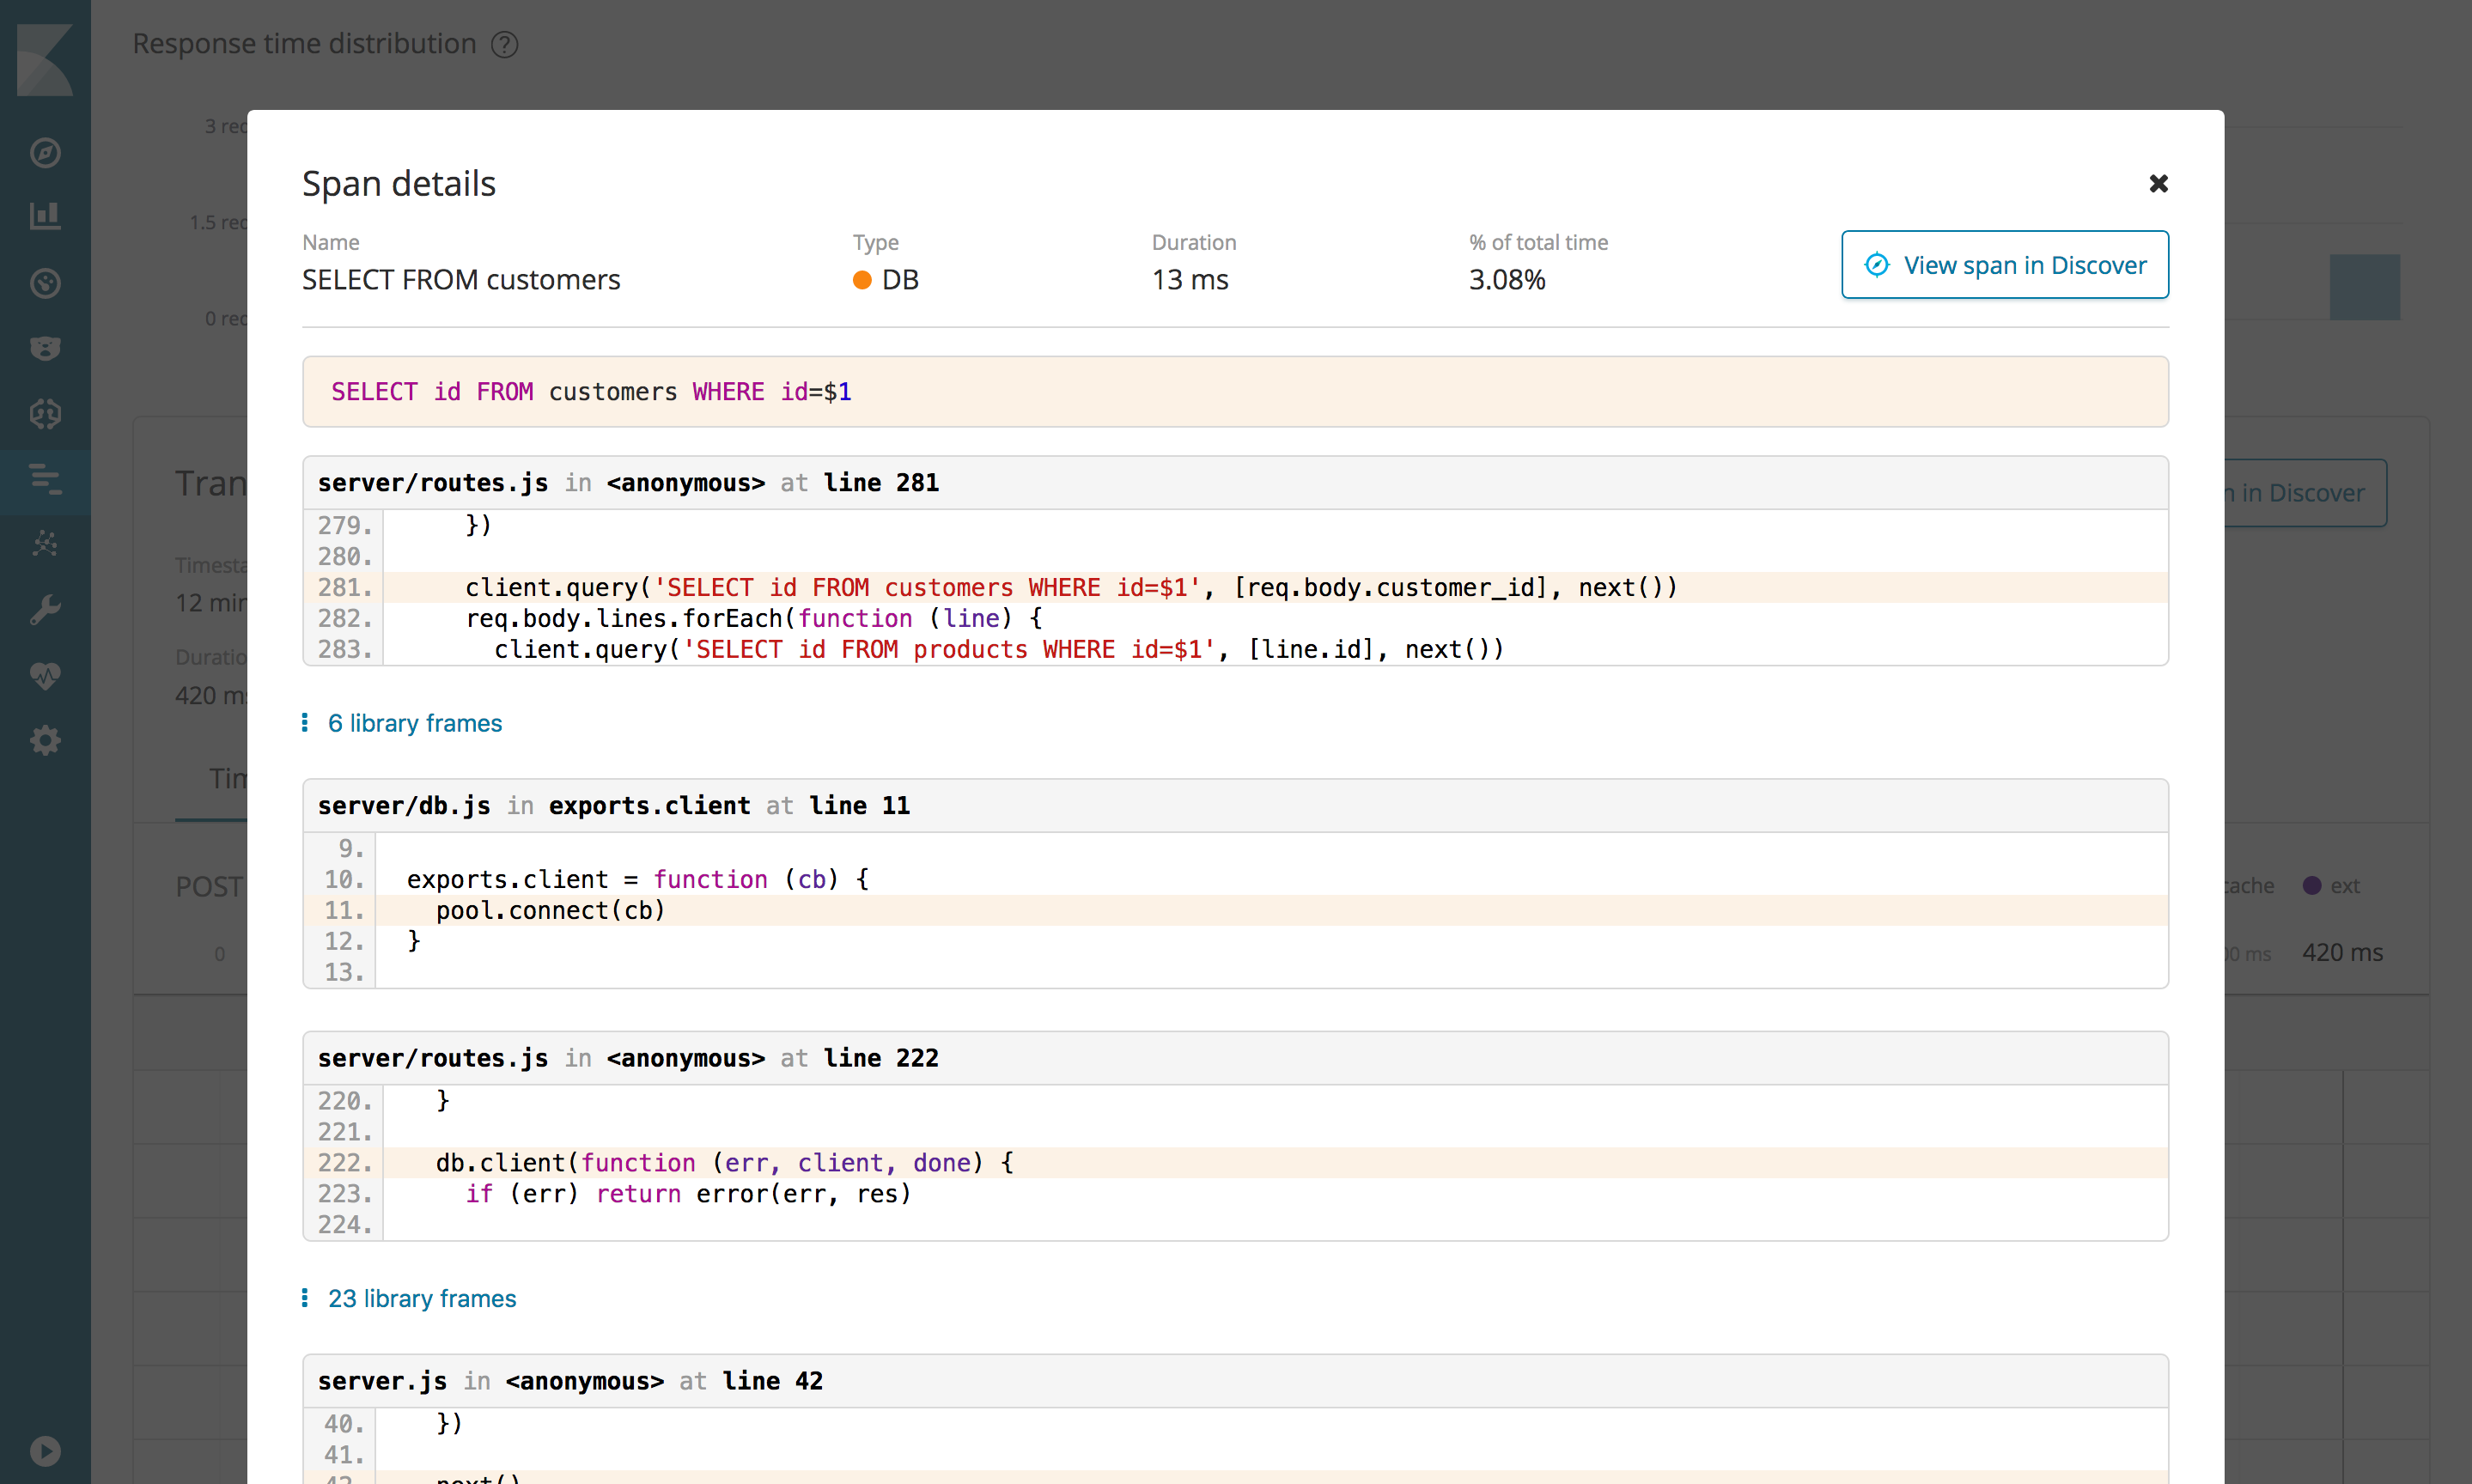 Response time distribution ?
3 req
1.5 req
0 req
Span details
Name Type Duration % of total time
SELECT FROM customers DB 13 ms 3.08%
View span in Discover
SELECT id FROM customers WHERE id=$1
server/routes.js in <anonymous> at line 281
279. })
280.
281. client.query('SELECT id FROM customers WHERE id=$1', [req.body.customer_id], next())
282. req.body.lines.forEach(function (line) {
283. client.query('SELECT id FROM products WHERE id=$1', [line.id], next())
6 library frames
server/db.js in exports.client at line 11
9.
10. exports.client = function (cb) {
11. pool.connect(cb)
12. }
13.
server/routes.js in <anonymous> at line 222
220. }
221.
222. db.client(function (err, client, done) {
223. if (err) return error(err, res)
224.
23 library frames
server.js in <anonymous> at line 42
40. })
41.
42. next()
Tran
in Discover
Timesta
12 min
Duratio
420 ms
Tim
POST
ext
0
420 ms